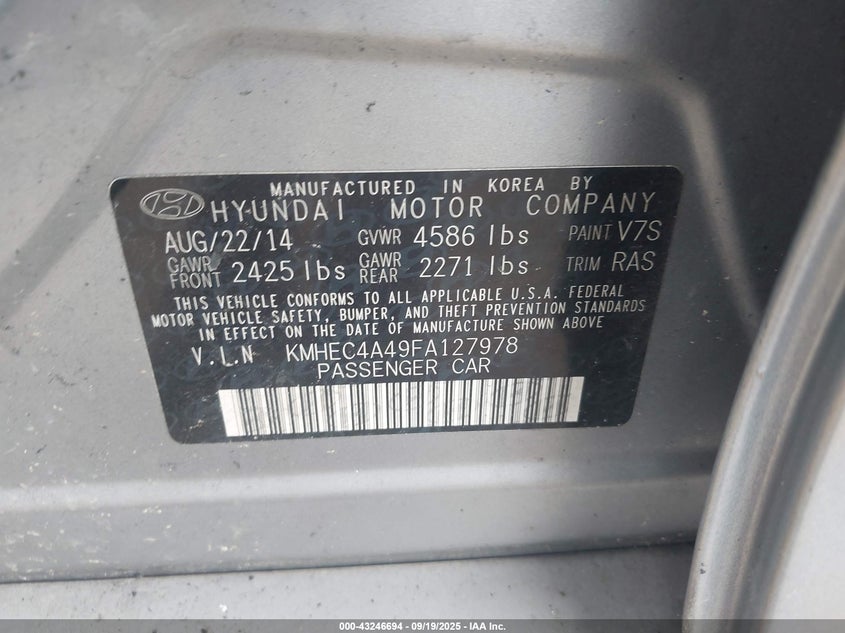 MANUFACTURED IN KOREA BY
HYUNDAI MOTOR COMPANY
AUG/22/14 GVWR 4586 lbs PAINT V7S
GAWR FRONT 2425 lbs GAWR REAR 2271 lbs TRIM RAS
THIS VEHICLE CONFORMS TO ALL APPLICABLE U.S.A. FEDERAL
MOTOR VEHICLE SAFETY, BUMPER, AND THEFT PREVENTION STANDARDS
IN EFFECT ON THE DATE OF MANUFACTURE SHOWN ABOVE
V.I.N KMHEC4A49FA127978
PASSENGER CAR
000-43246694 - 09/19/2025 - IAA Inc.